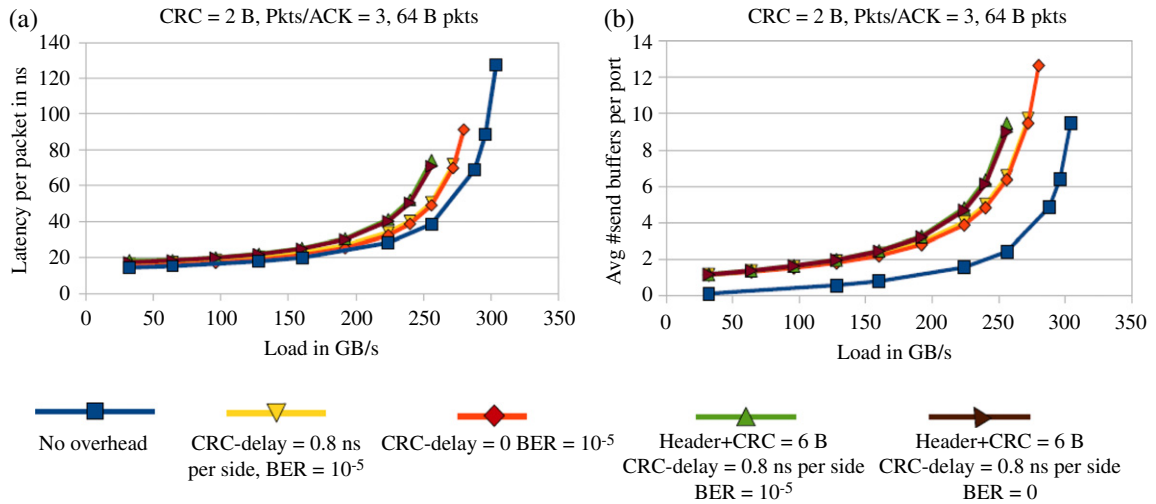 (a)
CRC = 2 B, Pkts/ACK = 3, 64 B pkts
Latency per packet in ns
140
120
100
80
60
40
20
0
0 50 100 150 200 250 300 350
Load in GB/s
(b)
CRC = 2 B, Pkts/ACK = 3, 64 B pkts
Avg #send buffers per port
14
12
10
8
6
4
2
0
0 50 100 150 200 250 300 350
Load in GB/s
No overhead
CRC-delay = 0.8 ns
per side, BER = 10⁻⁵
CRC-delay = 0 BER = 10⁻⁵
Header+CRC = 6 B
CRC-delay = 0.8 ns per side
BER = 10⁻⁵
Header+CRC = 6 B
CRC-delay = 0.8 ns per side
BER = 0